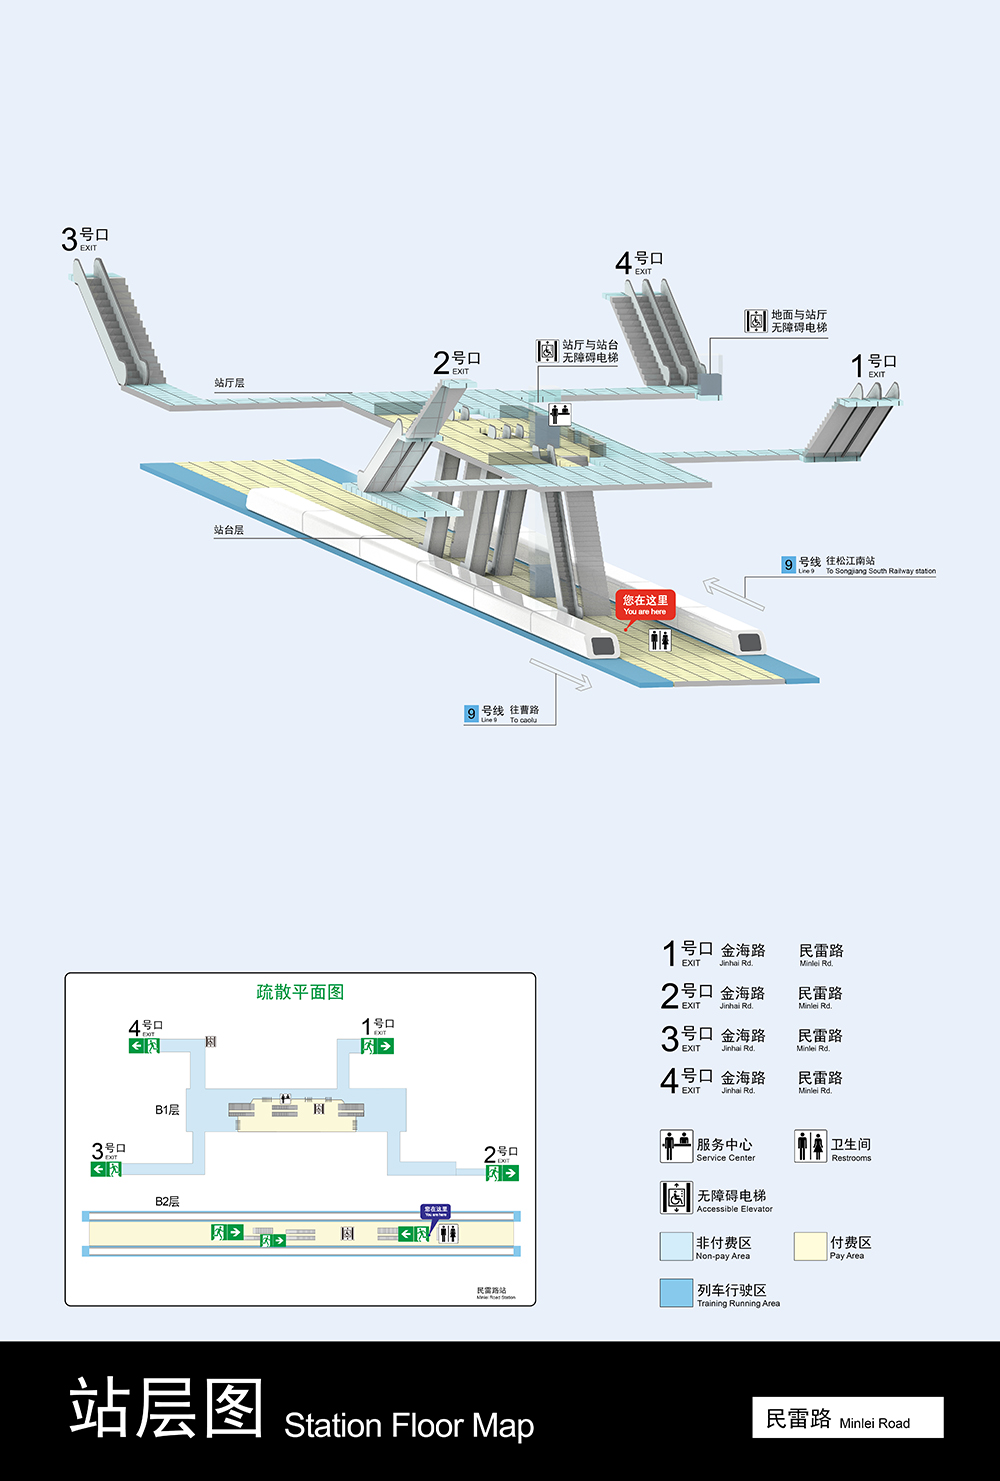 3号口
EXIT
4号口
EXIT
地面与站厅
无障碍电梯
站厅与站台
无障碍电梯
2号口
EXIT
1号口
EXIT
站厅层
站台层
9 号线 往松江南站
Line 9 To Songjiang South Railway station
您在这里
You are here
9 号线 往曹路
Line 9 To caolu
1号口 金海路 民雷路
EXIT Jinhai Rd. Minlei Rd.
2号口 金海路 民雷路
EXIT Jinhai Rd. Minlei Rd.
3号口 金海路 民雷路
EXIT Jinhai Rd. Minlei Rd.
4号口 金海路 民雷路
EXIT Jinhai Rd. Minlei Rd.
服务中心
Service Center
卫生间
Restrooms
无障碍电梯
Accessible Elevator
非付费区
Non-pay Area
付费区
Pay Area
列车行驶区
Training Running Area
疏散平面图
4号口
EXIT
1号口
EXIT
B1层
3号口
EXIT
2号口
EXIT
B2层
您在这里
You are here
民雷路站
Minlei Road Station
站层图 Station Floor Map
民雷路 Minlei Road